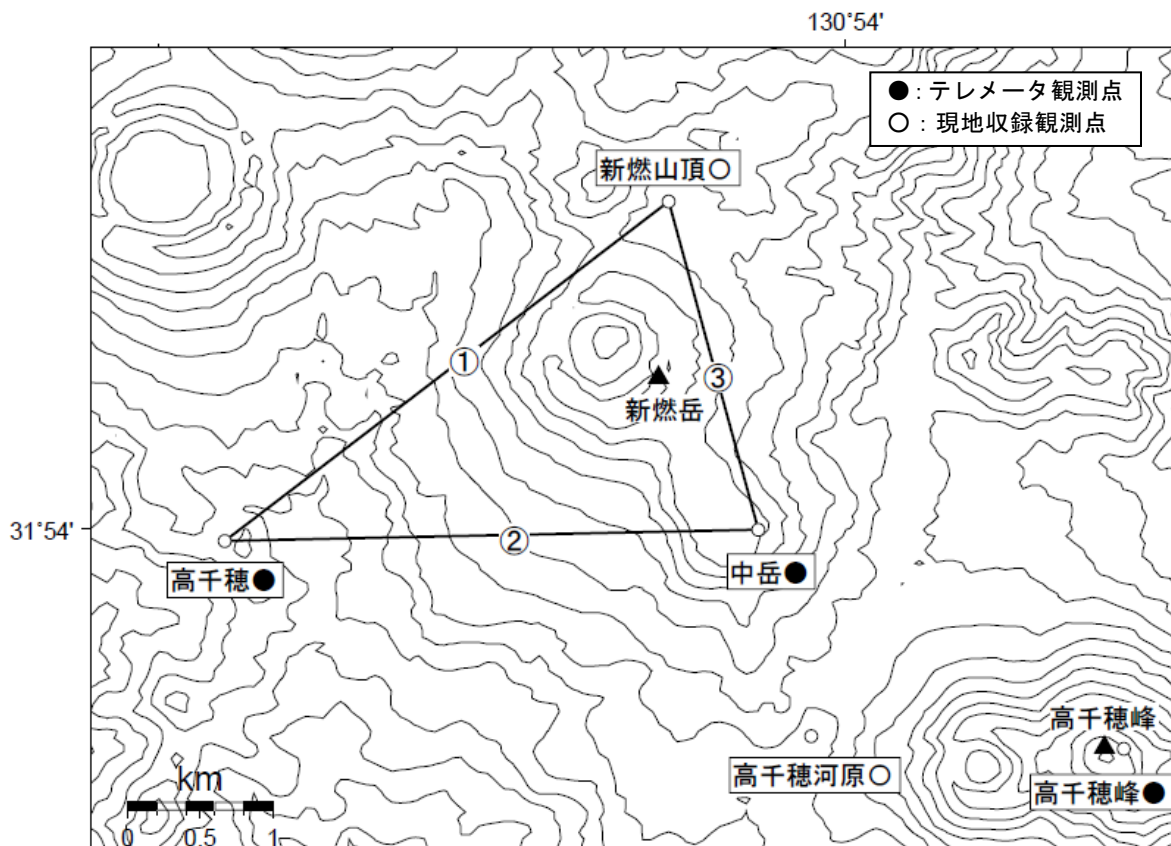 130°54'
●：テレメータ観測点
○：現地収録観測点
新燃山頂○
①
③
新燃岳
31°54'
②
高千穂●
中岳●
高千穂峰
km
高千穂河原○
高千穂峰●
0 0.5 1